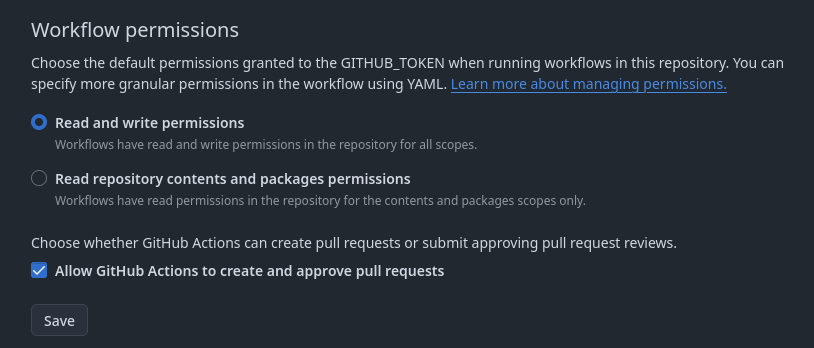 Workflow permissions
Choose the default permissions granted to the GITHUB_TOKEN when running workflows in this repository. You can
specify more granular permissions in the workflow using YAML. Learn more about managing permissions.
Read and write permissions
Workflows have read and write permissions in the repository for all scopes.
Read repository contents and packages permissions
Workflows have read permissions in the repository for the contents and packages scopes only.
Choose whether GitHub Actions can create pull requests or submit approving pull request reviews.
Allow GitHub Actions to create and approve pull requests
Save